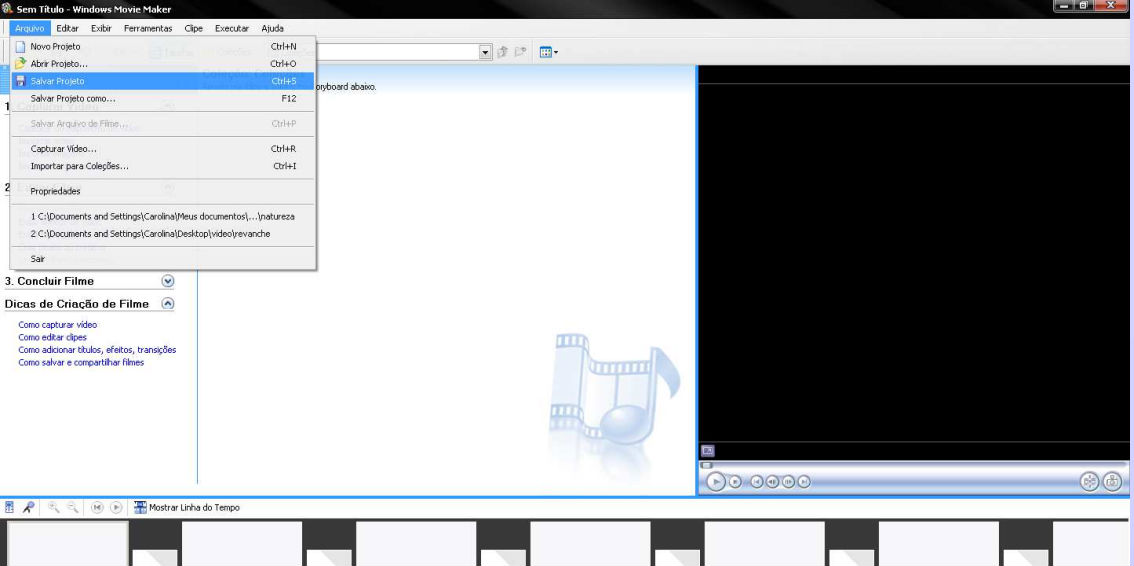 Sem Título - Windows Movie Maker
Arquivo Editar Exibir Ferramentas Clipe Executar Ajuda
Novo Projeto Ctrl+N
Abrir Projeto... Ctrl+O
Salvar Projeto Ctrl+S
Salvar Projeto como... F12
Salvar Arquivo de Filme... Ctrl+P
Capturar Vídeo... Ctrl+R
Importar para Coleções... Ctrl+I
Propriedades
1 C:\Documents and Settings\Carolina\Meus documentos\...\natureza
2 C:\Documents and Settings\Carolina\Desktop\video\revanche
Sair
oryboard abaixo.
1
2
3. Concluir Filme
Dicas de Criação de Filme
Como capturar vídeo
Como editar clipes
Como adicionar títulos, efeitos, transições
Como salvar e compartilhar filmes
Mostrar Linha do Tempo